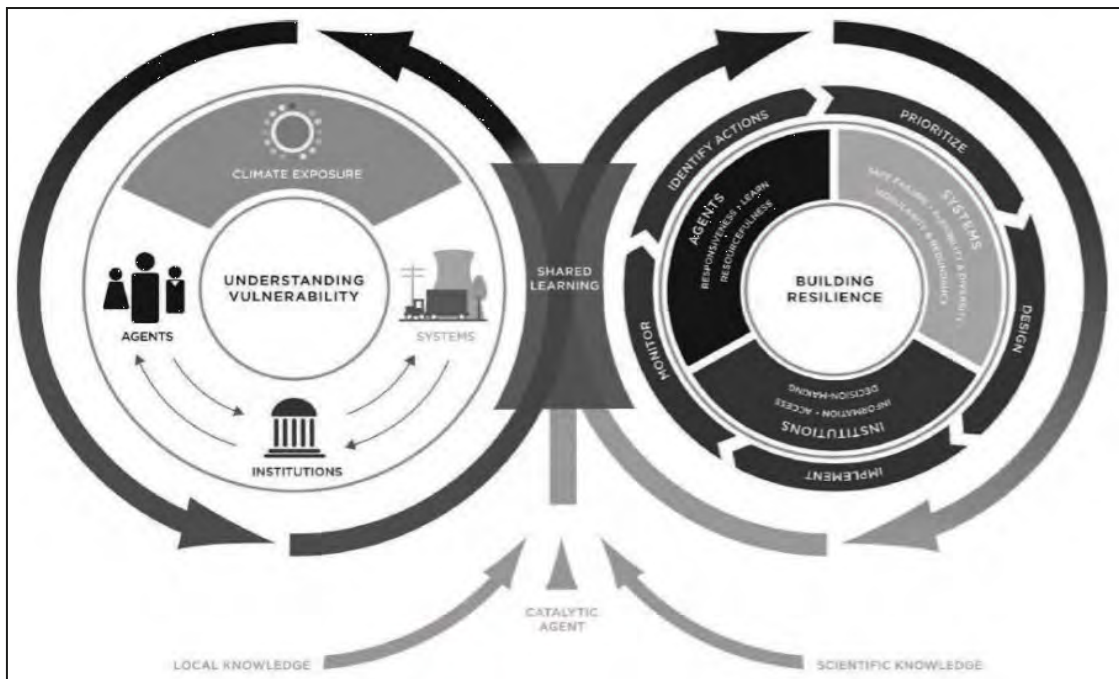 CLIMATE EXPOSURE
UNDERSTANDING
VULNERABILITY
AGENTS
SYSTEMS
INSTITUTIONS
SHARED
LEARNING
IDENTIFY ACTIONS
PRIORITIZE
DESIGN
IMPLEMENT
MONITOR
AGENTS
RESPONSIVENESS • LEARN
RESOURCEFULNESS
SYSTEMS
SAFE FAILURE • FLEXIBILITY & DIVERSITY
MODULARITY & REDUNDANCY
INSTITUTIONS
INFORMATION • ACCESS
DECISION-MAKING
BUILDING
RESILIENCE
CATALYTIC
AGENT
LOCAL KNOWLEDGE
SCIENTIFIC KNOWLEDGE